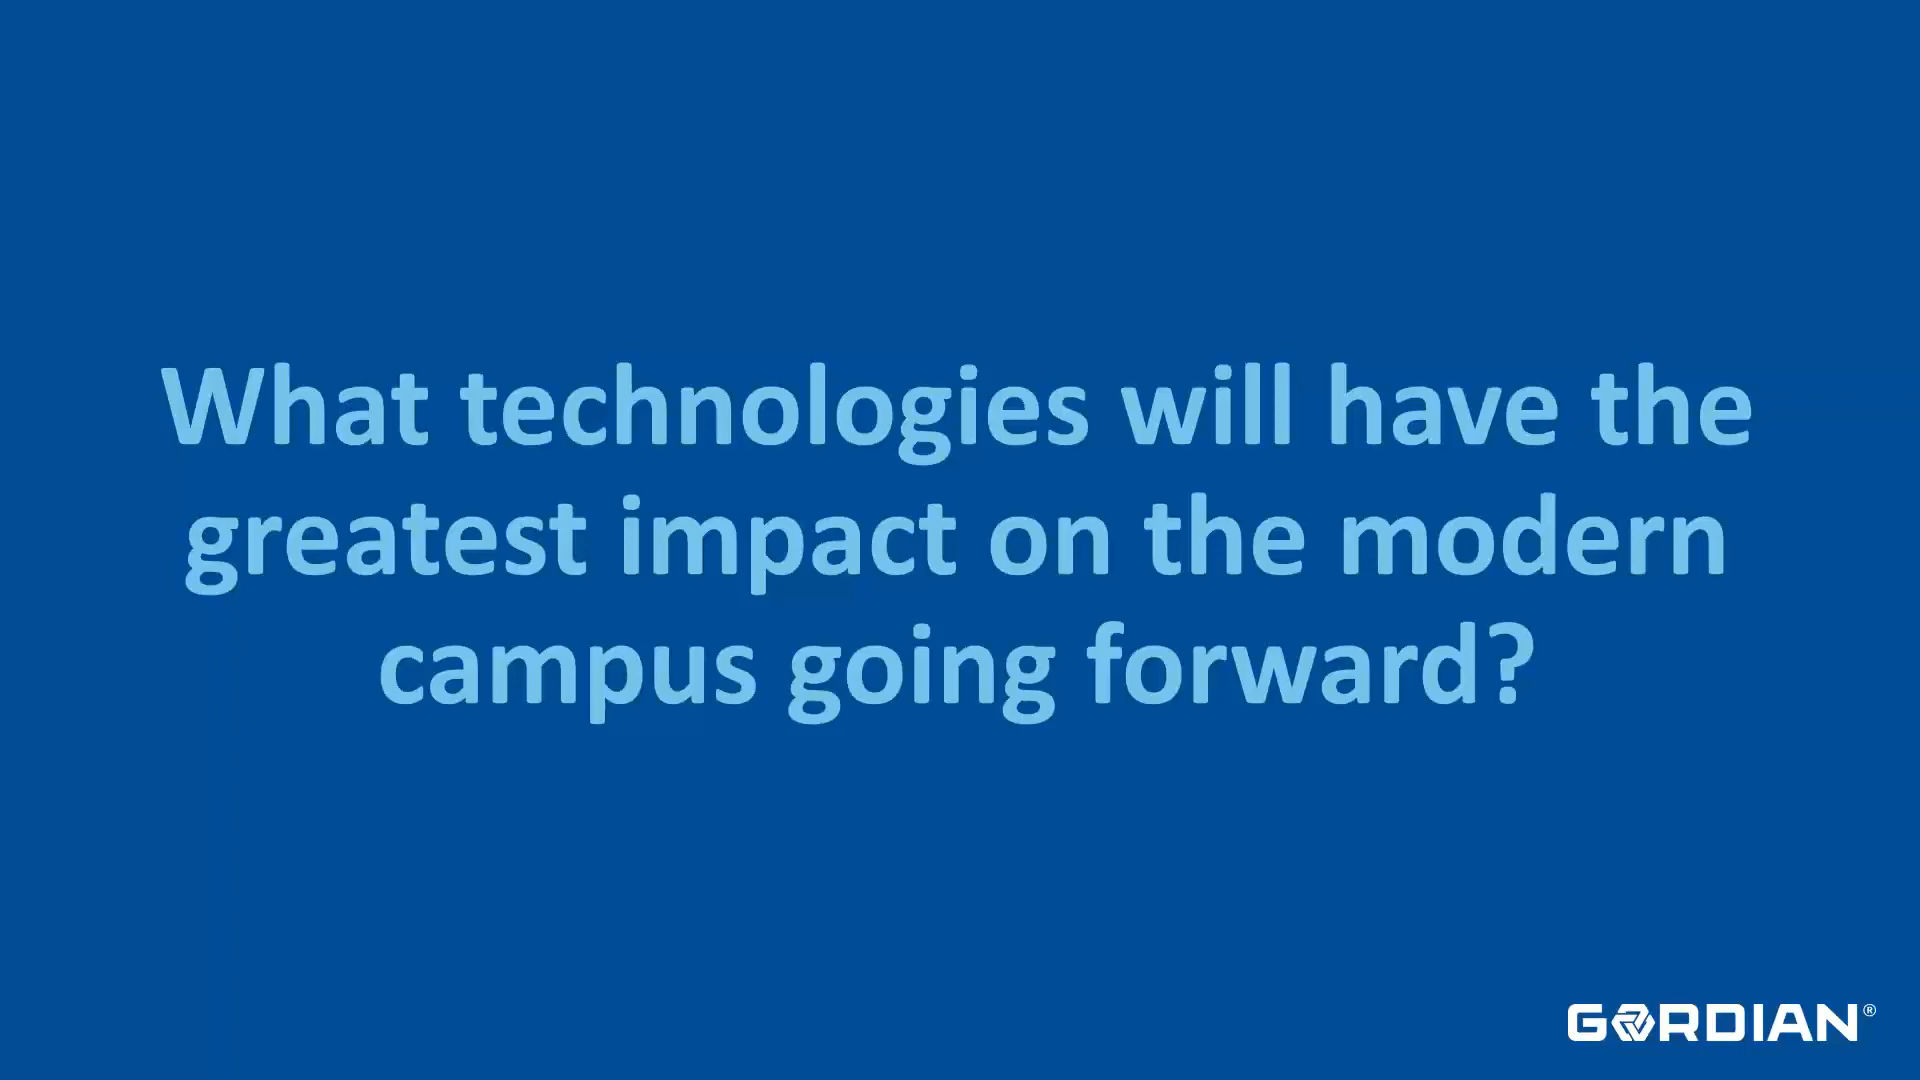 What technologies will have the
greatest impact on the modern
campus going forward?
GORDIAN®